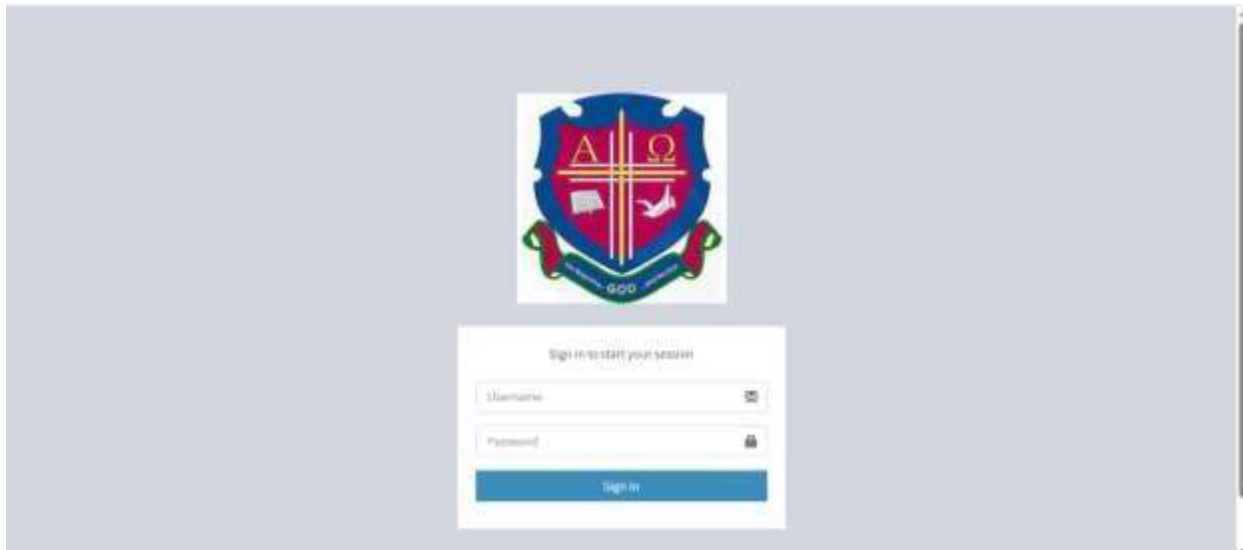 Α Ω
GOD
Sign in to start your session
Username
Password
Sign In